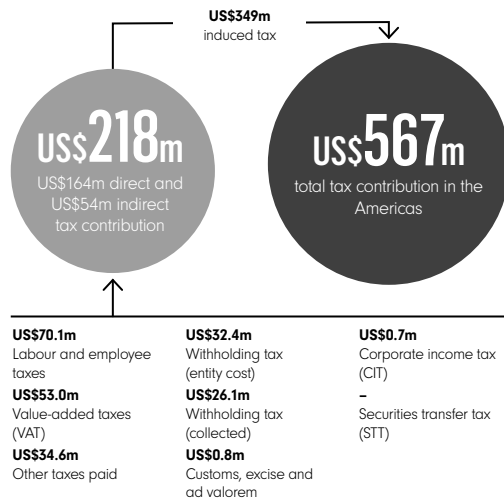 US$349m
induced tax
US$218m
US$164m direct and
US$54m indirect
tax contribution
US$567m
total tax contribution in the
Americas
US$70.1m
Labour and employee
taxes
US$53.0m
Value-added taxes
(VAT)
US$34.6m
Other taxes paid
US$32.4m
Withholding tax
(entity cost)
US$26.1m
Withholding tax
(collected)
US$0.8m
Customs, excise and
ad valorem
US$0.7m
Corporate income tax
(CIT)
–
Securities transfer tax
(STT)